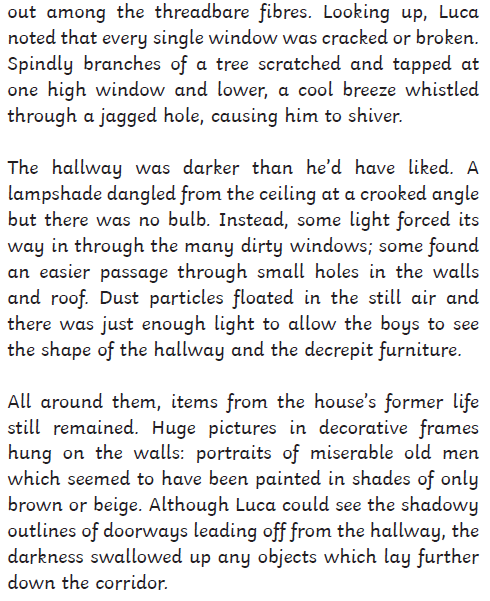 out among the threadbare fibres. Looking up, Luca
noted that every single window was cracked or broken.
Spindly branches of a tree scratched and tapped at
one high window and lower, a cool breeze whistled
through a jagged hole, causing him to shiver.

The hallway was darker than he’d have liked. A
lampshade dangled from the ceiling at a crooked angle
but there was no bulb. Instead, some light forced its
way in through the many dirty windows; some found
an easier passage through small holes in the walls
and roof. Dust particles floated in the still air and
there was just enough light to allow the boys to see
the shape of the hallway and the decrepit furniture.

All around them, items from the house’s former life
still remained. Huge pictures in decorative frames
hung on the walls: portraits of miserable old men
which seemed to have been painted in shades of only
brown or beige. Although Luca could see the shadowy
outlines of doorways leading off from the hallway, the
darkness swallowed up any objects which lay further
down the corridor.